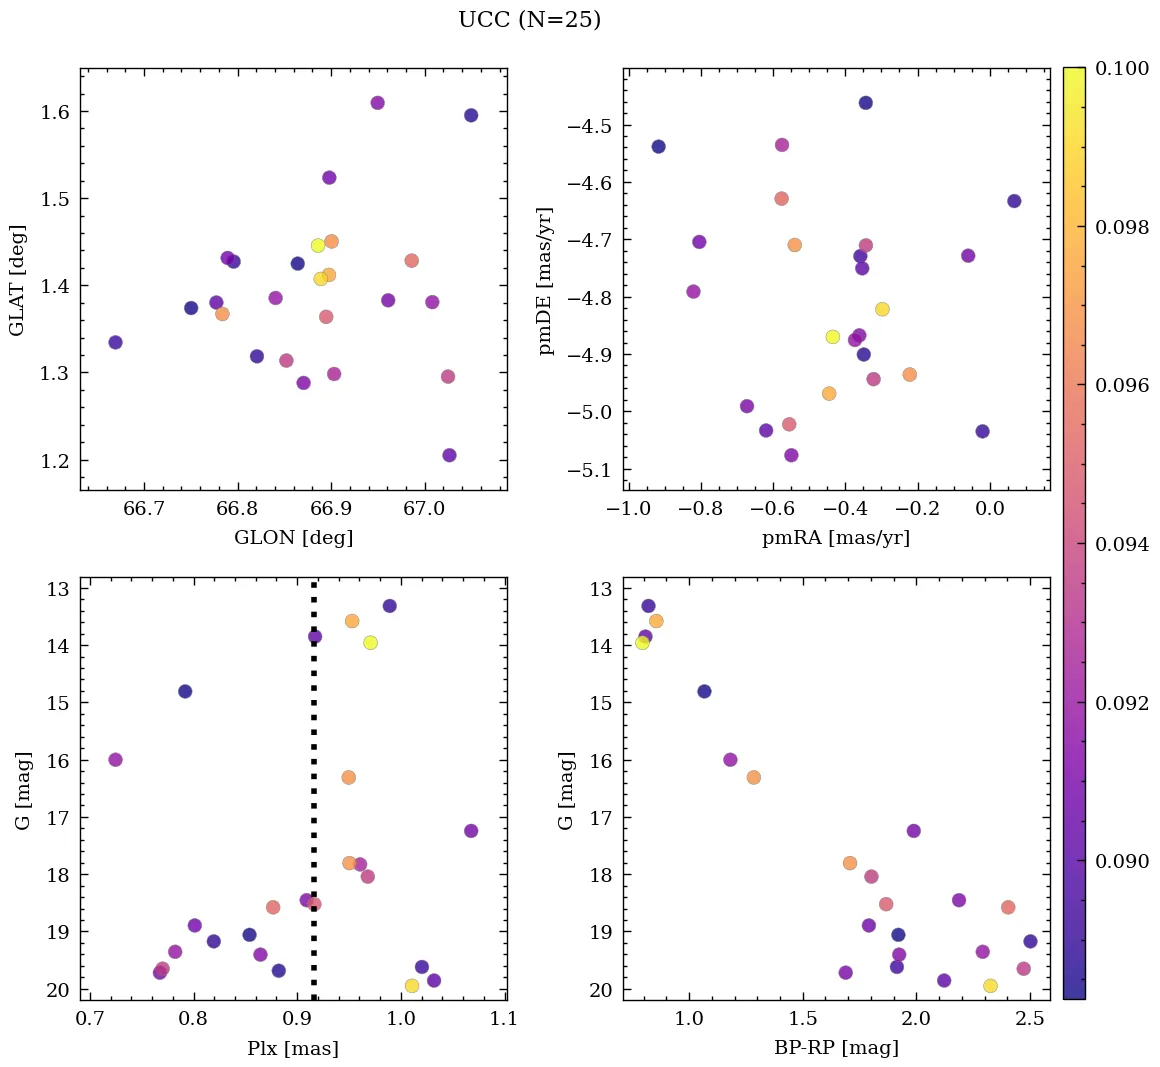 UCC (N=25)
1.6
1.5
1.4
1.3
1.2
GLAT [deg]
66.7 66.8 66.9 67.0
GLON [deg]
−4.5
−4.6
−4.7
−4.8
−4.9
−5.0
−5.1
pmDE [mas/yr]
−1.0 −0.8 −0.6 −0.4 −0.2 0.0
pmRA [mas/yr]
0.100
0.098
0.096
0.094
0.092
0.090
13
14
15
16
17
18
19
20
G [mag]
0.7 0.8 0.9 1.0 1.1
Plx [mas]
13
14
15
16
17
18
19
20
G [mag]
1.0 1.5 2.0 2.5
BP-RP [mag]